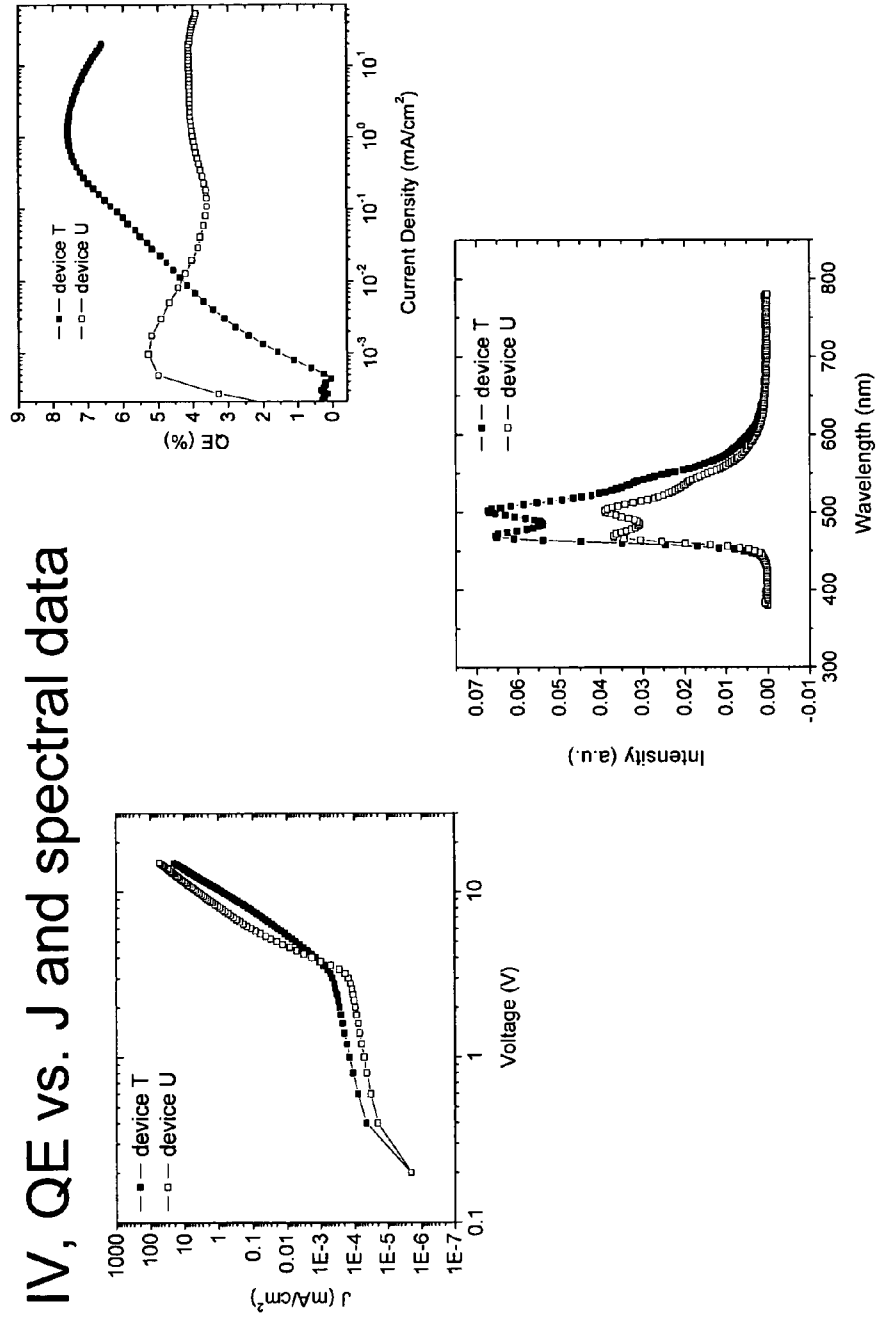 IV, QE vs. J and spectral data
1000
100
10
1
0.1
0.01
1E-3
1E-4
1E-5
1E-6
1E-7
J (mA/cm²)
device T
device U
0.1
1
10
Voltage (V)
9
8
7
6
5
4
3
2
1
0
QE (%)
device T
device U
10⁻³
10⁻²
10⁻¹
10⁰
10¹
Current Density (mA/cm²)
0.07
0.06
0.05
0.04
0.03
0.02
0.01
0.00
-0.01
Intensity (a.u.)
device T
device U
300
400
500
600
700
800
Wavelength (nm)